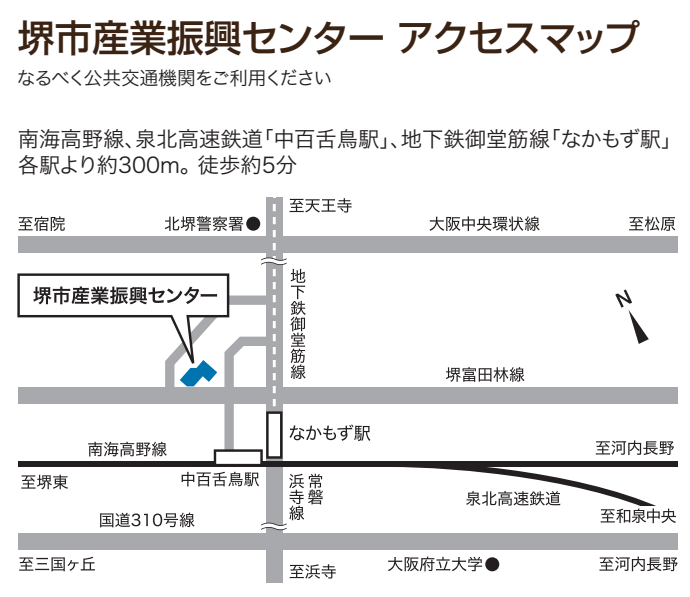 堺市産業振興センター アクセスマップ
なるべく公共交通機関をご利用ください
南海高野線、泉北高速鉄道「中百舌鳥駅」、地下鉄御堂筋線「なかもず駅」
各駅より約300m。徒歩約5分
至天王寺
至宿院
北堺警察署
大阪中央環状線
至松原
地下鉄御堂筋線
堺市産業振興センター
N
堺富田林線
なかもず駅
南海高野線
至河内長野
至堺東
中百舌鳥駅
常磐
浜寺線
泉北高速鉄道
至和泉中央
国道310号線
至三国ヶ丘
至浜寺
大阪府立大学
至河内長野